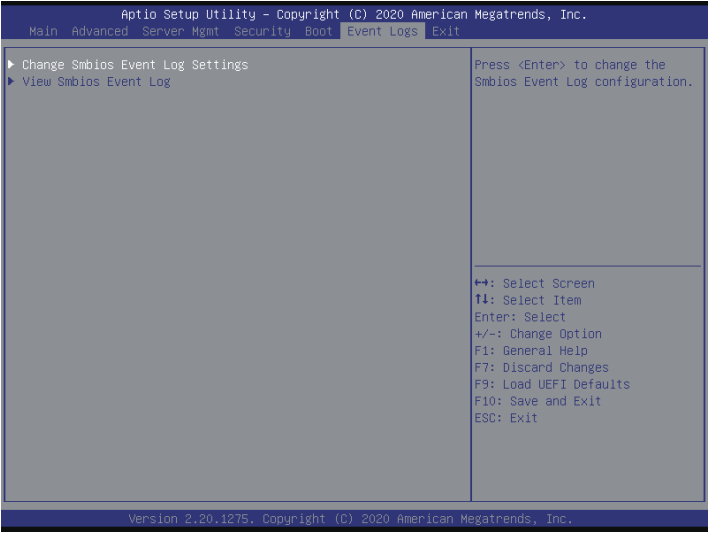 Aptio Setup Utility – Copyright (C) 2020 American Megatrends, Inc.
Main Advanced Server Mgmt Security Boot Event Logs Exit
Change Smbios Event Log Settings
View Smbios Event Log
Press <Enter> to change the
Smbios Event Log configuration.
↔: Select Screen
↑↓: Select Item
Enter: Select
+/-: Change Option
F1: General Help
F7: Discard Changes
F9: Load UEFI Defaults
F10: Save and Exit
ESC: Exit
Version 2.20.1275. Copyright (C) 2020 American Megatrends, Inc.